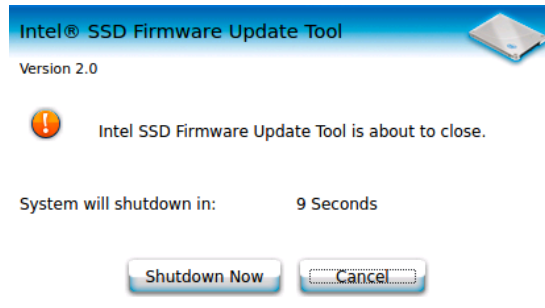 Intel® SSD Firmware Update Tool
Version 2.0
Intel SSD Firmware Update Tool is about to close.
System will shutdown in: 9 Seconds
Shutdown Now Cancel